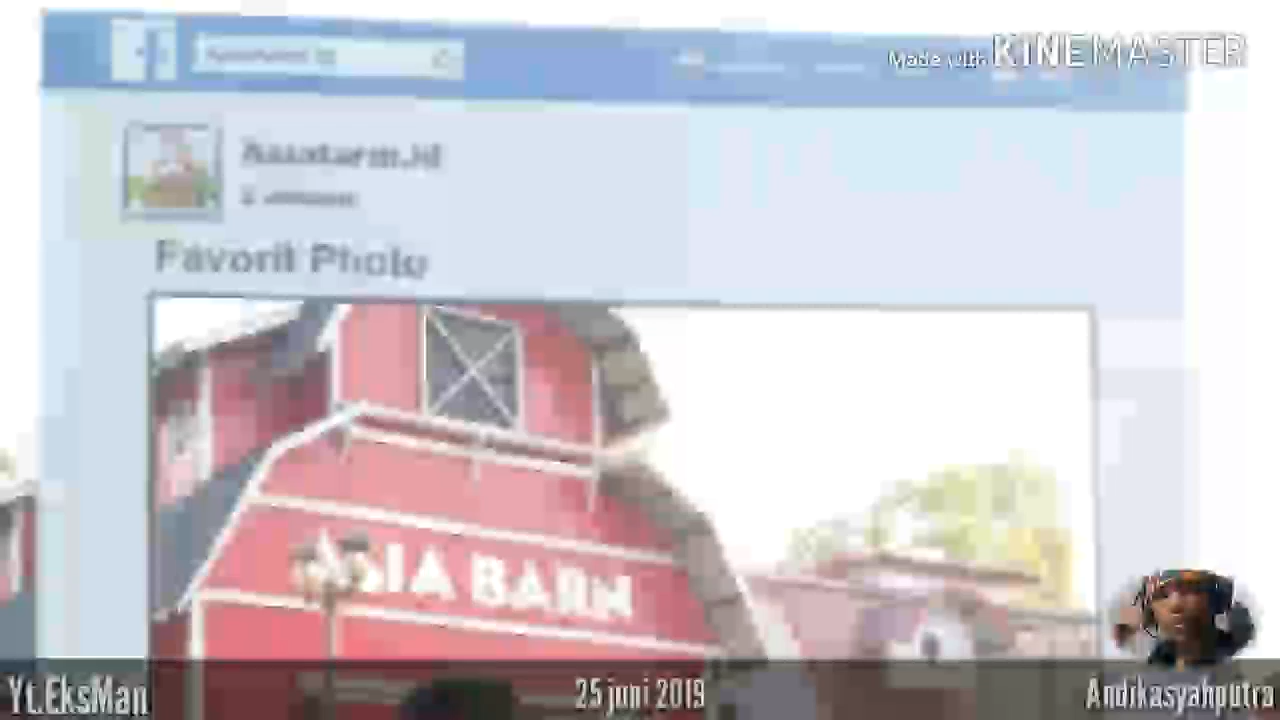 Made with KINEMASTER
Favorit Photo
ASIA BARN
Yt.EksMan
25 juni 2019
Andikasyahputra